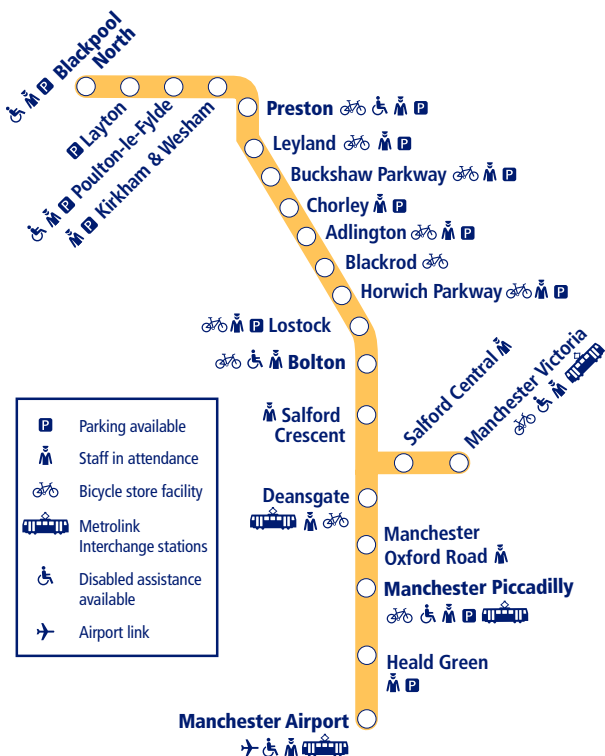 Blackpool
North
P Layton
P Poulton-le-Fylde
P Kirkham & Wesham
Preston P
Leyland P
Buckshaw Parkway P
Chorley P
Adlington P
Blackrod
Horwich Parkway P
P Lostock
Bolton
Salford
Crescent
Salford Central
Manchester Victoria
Deansgate
Manchester
Oxford Road
Manchester Piccadilly
P
Heald Green
P
Manchester Airport
P Parking available
Staff in attendance
Bicycle store facility
Metrolink
Interchange stations
Disabled assistance
available
Airport link